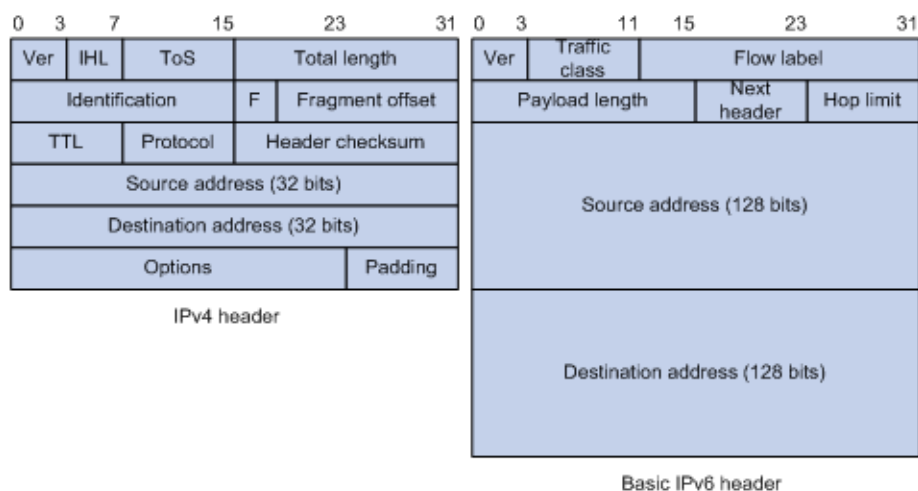 0 3 7 15 23 31
Ver IHL ToS Total length
Identification F Fragment offset
TTL Protocol Header checksum
Source address (32 bits)
Destination address (32 bits)
Options Padding
IPv4 header
0 3 11 15 23 31
Ver Traffic class Flow label
Payload length Next header Hop limit
Source address (128 bits)
Destination address (128 bits)
Basic IPv6 header